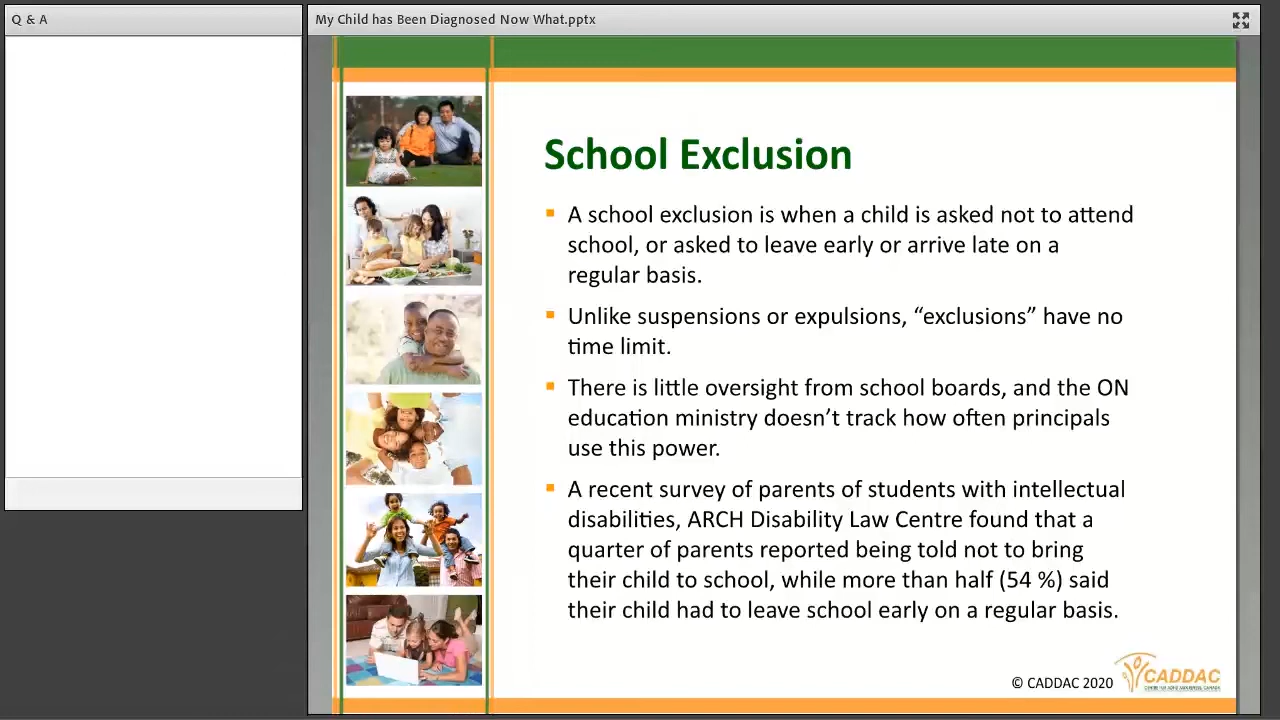 Q & A
My Child has Been Diagnosed Now What.pptx
School Exclusion
A school exclusion is when a child is asked not to attend
school, or asked to leave early or arrive late on a
regular basis.
Unlike suspensions or expulsions, “exclusions” have no
time limit.
There is little oversight from school boards, and the ON
education ministry doesn’t track how often principals
use this power.
A recent survey of parents of students with intellectual
disabilities, ARCH Disability Law Centre found that a
quarter of parents reported being told not to bring
their child to school, while more than half (54 %) said
their child had to leave school early on a regular basis.
© CADDAC 2020
CADDAC
CENTRE FOR ADHD AWARENESS, CANADA